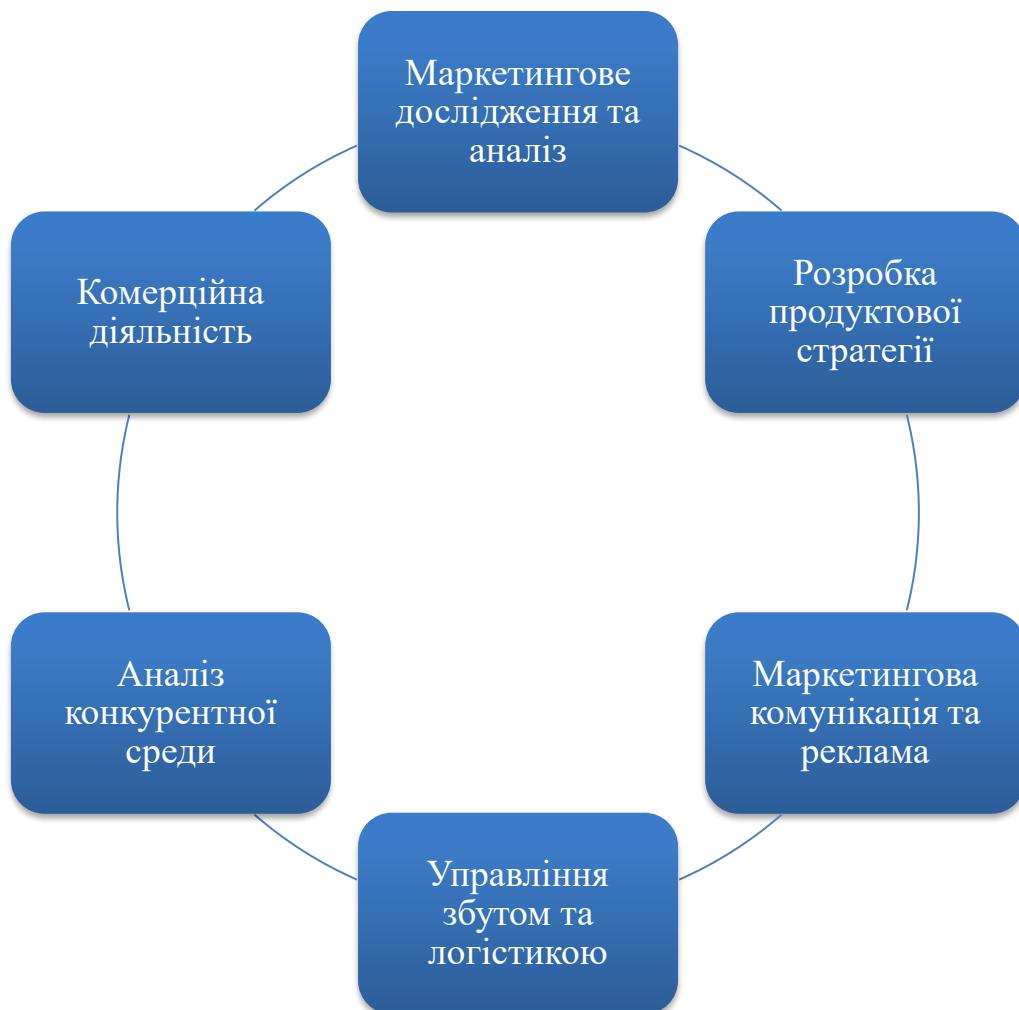 Маркетингове
дослідження та
аналіз
Розробка
продуктової
стратегії
Маркетингова
комунікація та
реклама
Управління
збутом та
логістикою
Аналіз
конкурентної
среди
Комерційна
діяльність